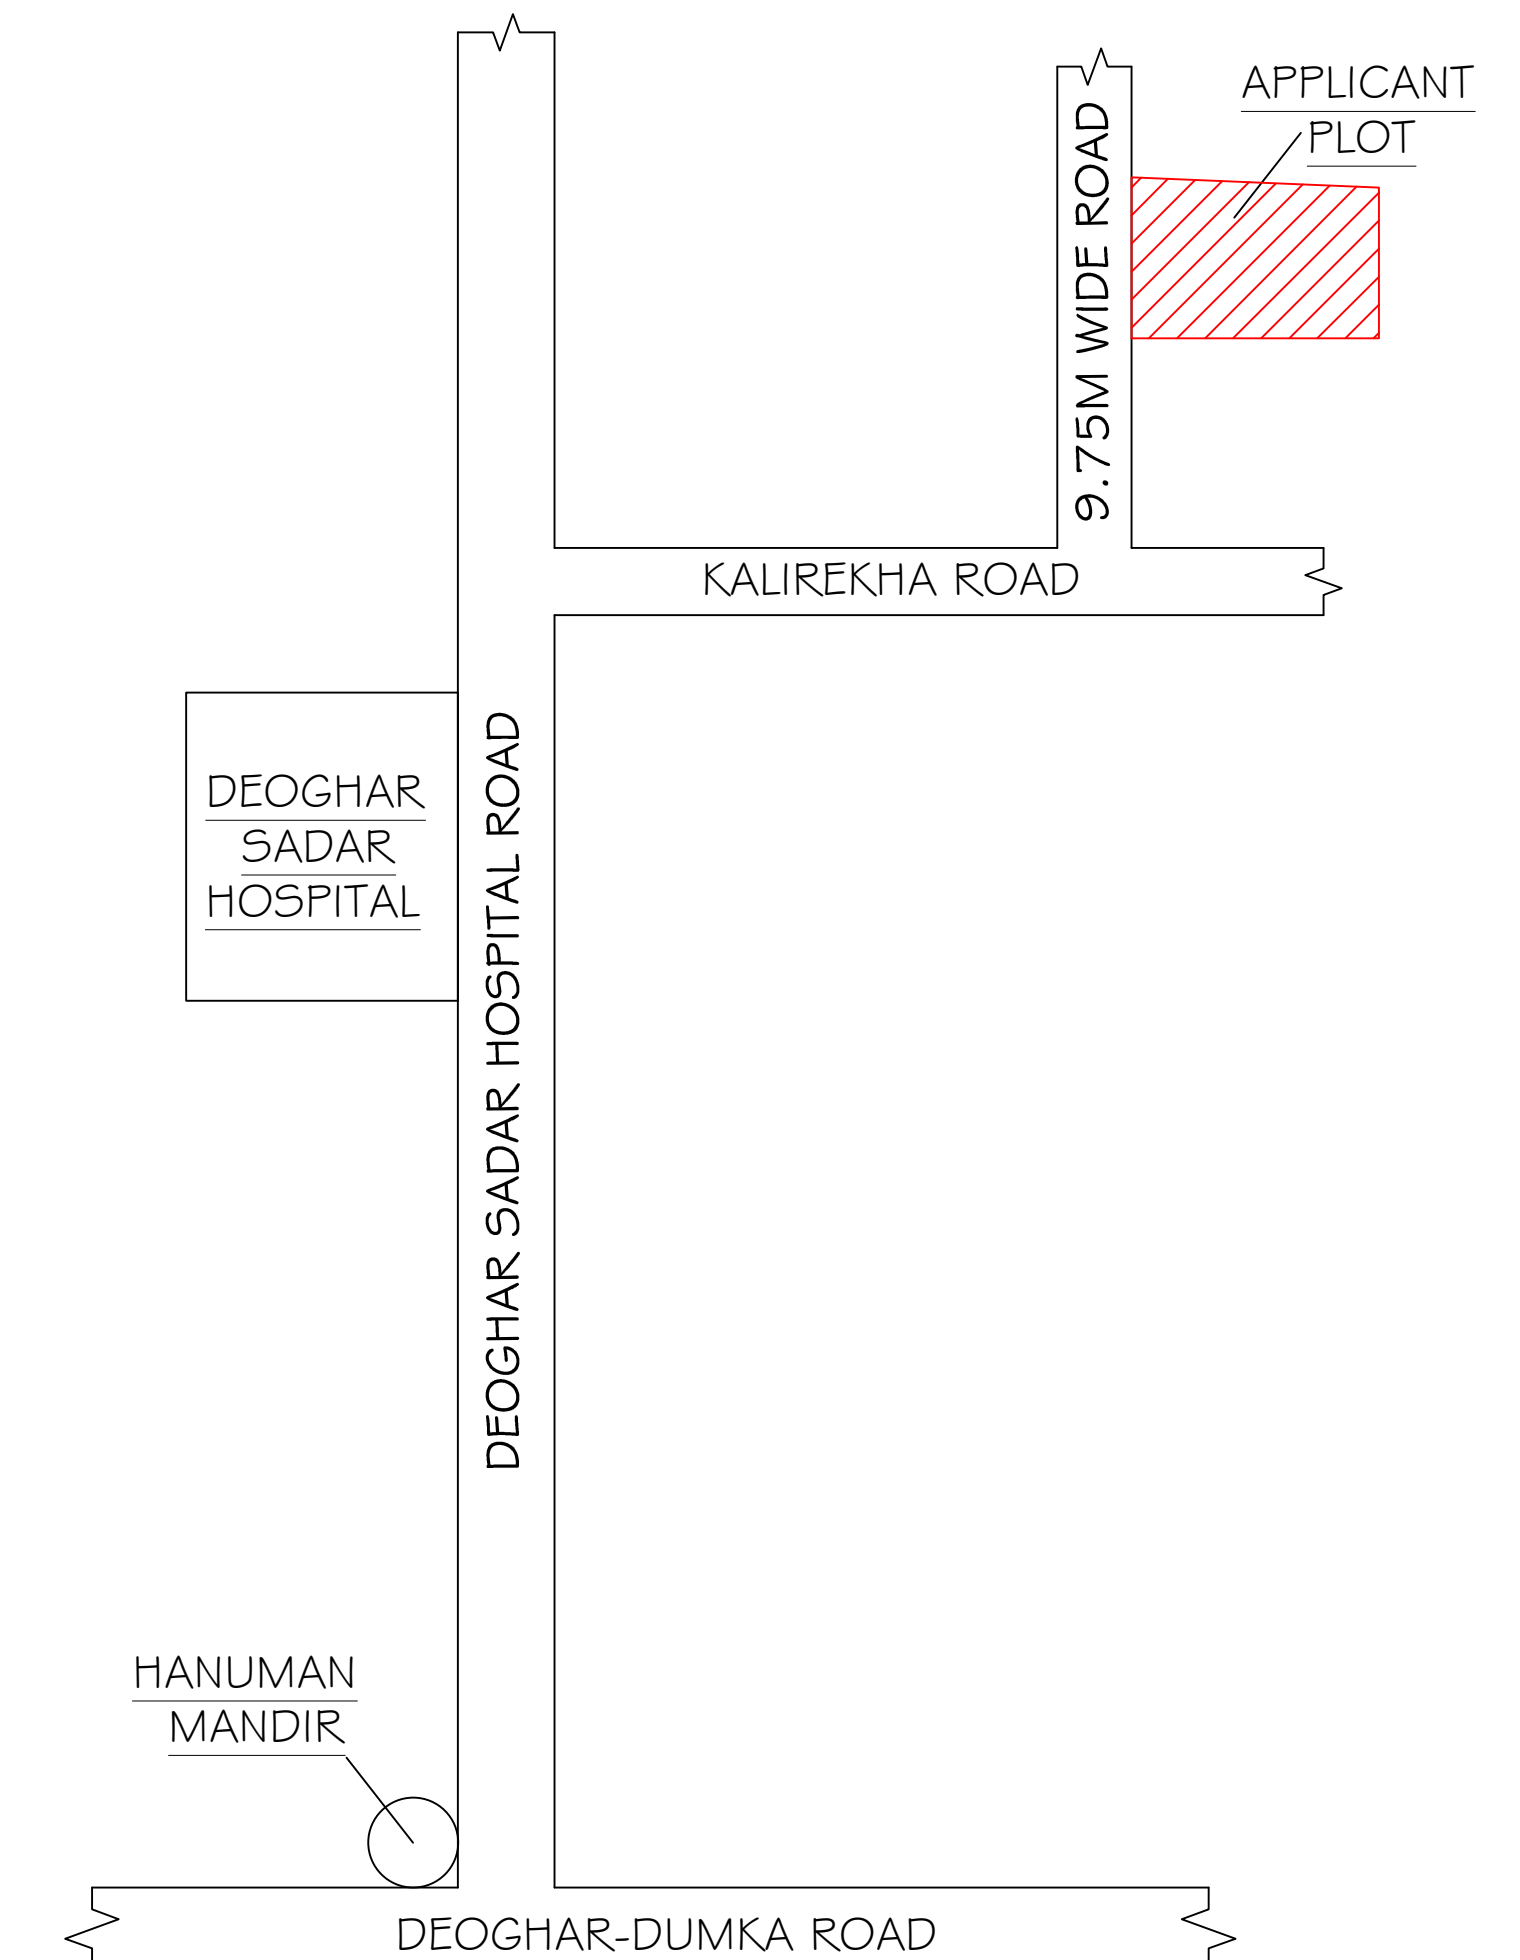 APPLICANT
PLOT
9.75M WIDE ROAD
KALIREKHA ROAD
DEOGHAR
SADAR
HOSPITAL
DEOGHAR SADAR HOSPITAL ROAD
HANUMAN
MANDIR
DEOGHAR-DUMKA ROAD